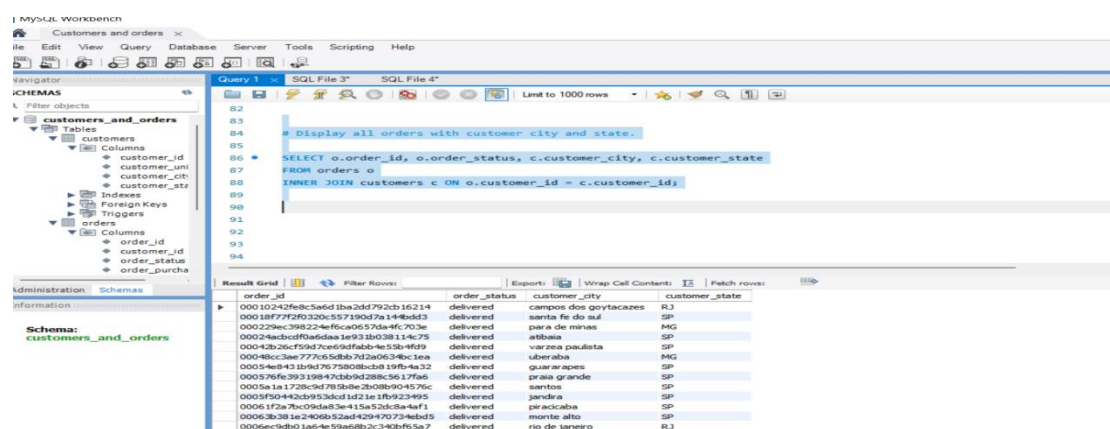 MySQL Workbench
Customers and orders ×
ile Edit View Query Database Server Tools Scripting Help
Navigator
SCHEMAS
Filter objects
customers_and_orders
Tables
customers
Columns
customer_id
customer_uni
customer_cit
customer_sta
Indexes
Foreign Keys
Triggers
orders
Columns
order_id
customer_id
order_status
order_purcha
Administration Schemas
Information
Schema:
customers_and_orders
Query 1 × SQL File 3* SQL File 4*
Limit to 1000 rows
82
83
84 # Display all orders with customer city and state.
85
86 SELECT o.order_id, o.order_status, c.customer_city, c.customer_state
87 FROM orders o
88 INNER JOIN customers c ON o.customer_id = c.customer_id;
89
90
91
92
93
94
Result Grid Filter Rows: Export: Wrap Cell Content: Fetch rows:
order_id order_status customer_city customer_state
00010242fe8c5a6d1ba2dd792cb16214 delivered campos dos goytacazes RJ
00018f77f2f0320c557190d7a144bdd3 delivered santa fe do sul SP
000229ec398224ef6ca0657da4fc703e delivered para de minas MG
00024acbcdf0a6daa1e931b038114c75 delivered atibaia SP
00042b26cf59d7ce69dfabb4e55b4fd9 delivered varzea paulista SP
00048cc3ae777c65dbb7d2a0634bc1ea delivered uberaba MG
00054e8431b9d7675808bcb819fb4a32 delivered guararapes SP
000576fe39319847cbb9d288c5617fa6 delivered praia grande SP
0005a1a1728c9d785b8e2b08b904576c delivered santos SP
0005f50442cb953dcd1d21e1fb923495 delivered jandira SP
00061f2a7bc09da83e415a52dc8a4af1 delivered piracicaba SP
00063b381e2406b52ad429470734ebd5 delivered monte alto SP
0006ec9db01a64e59a68b2c340bf65a7 delivered rio de janeiro RJ